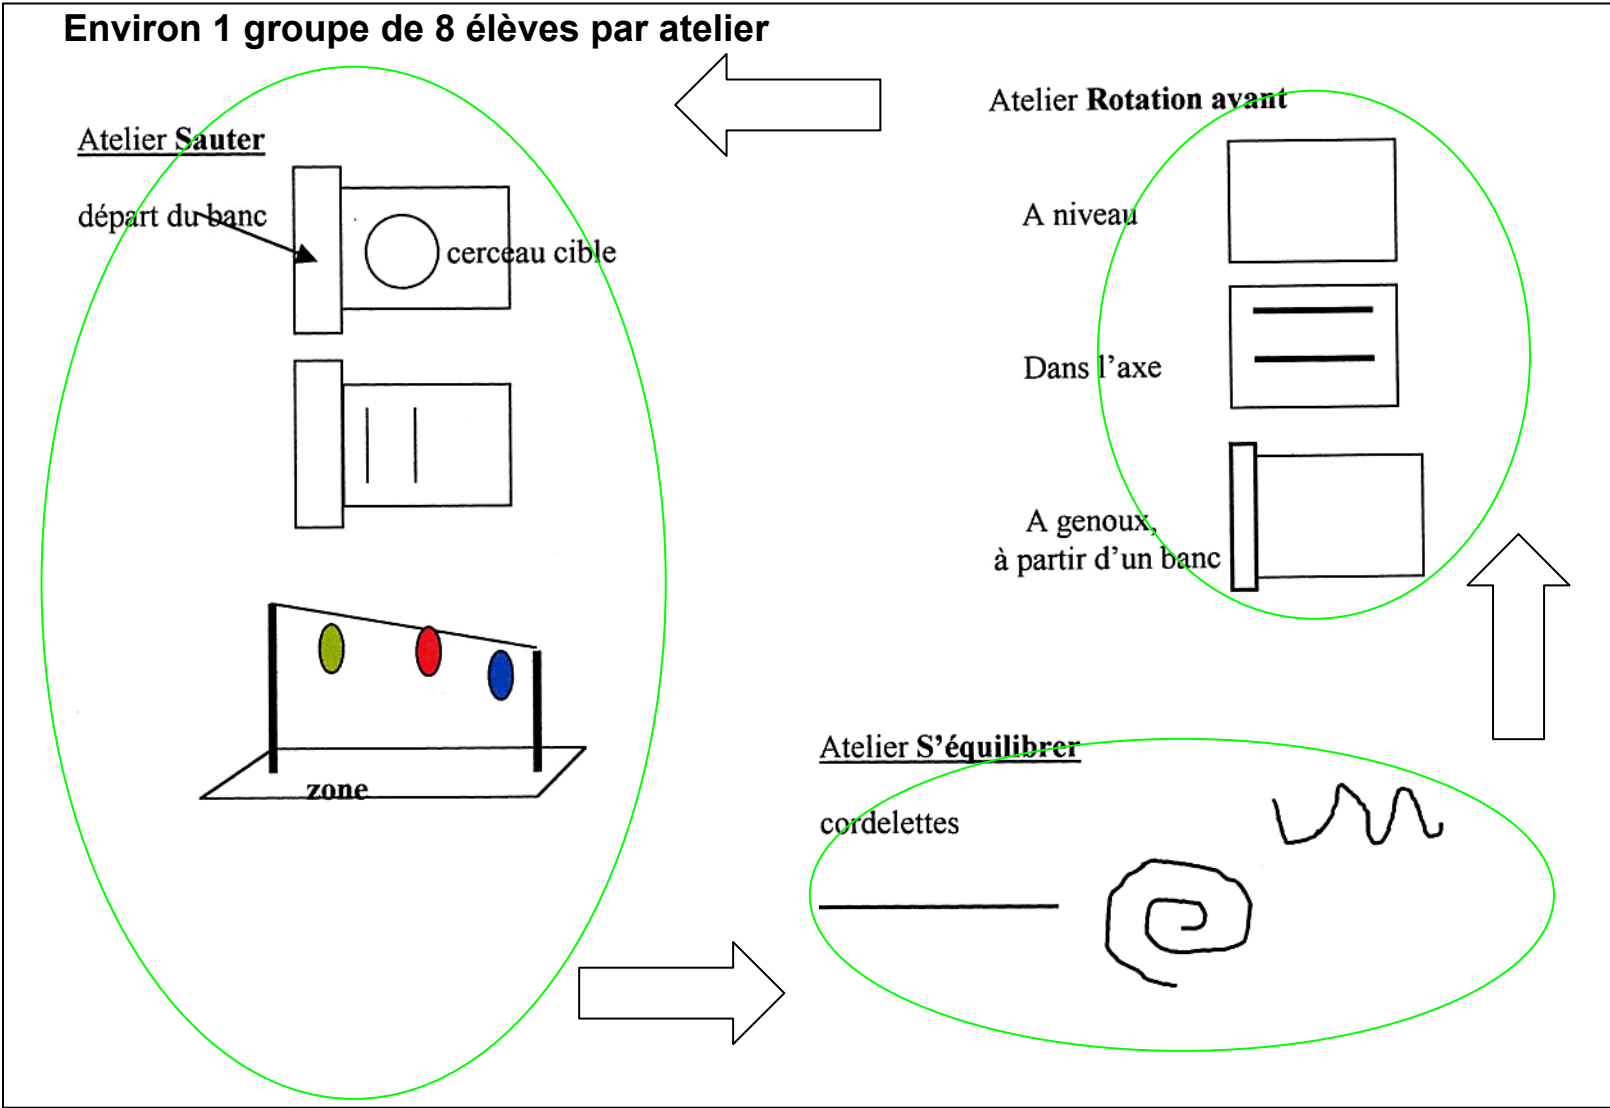 Environ 1 groupe de 8 élèves par atelier
Atelier Sauter
départ du banc
cerceau cible
zone
Atelier Rotation avant
A niveau
Dans l'axe
A genoux,
à partir d'un banc
Atelier S'équilibrer
cordelettes